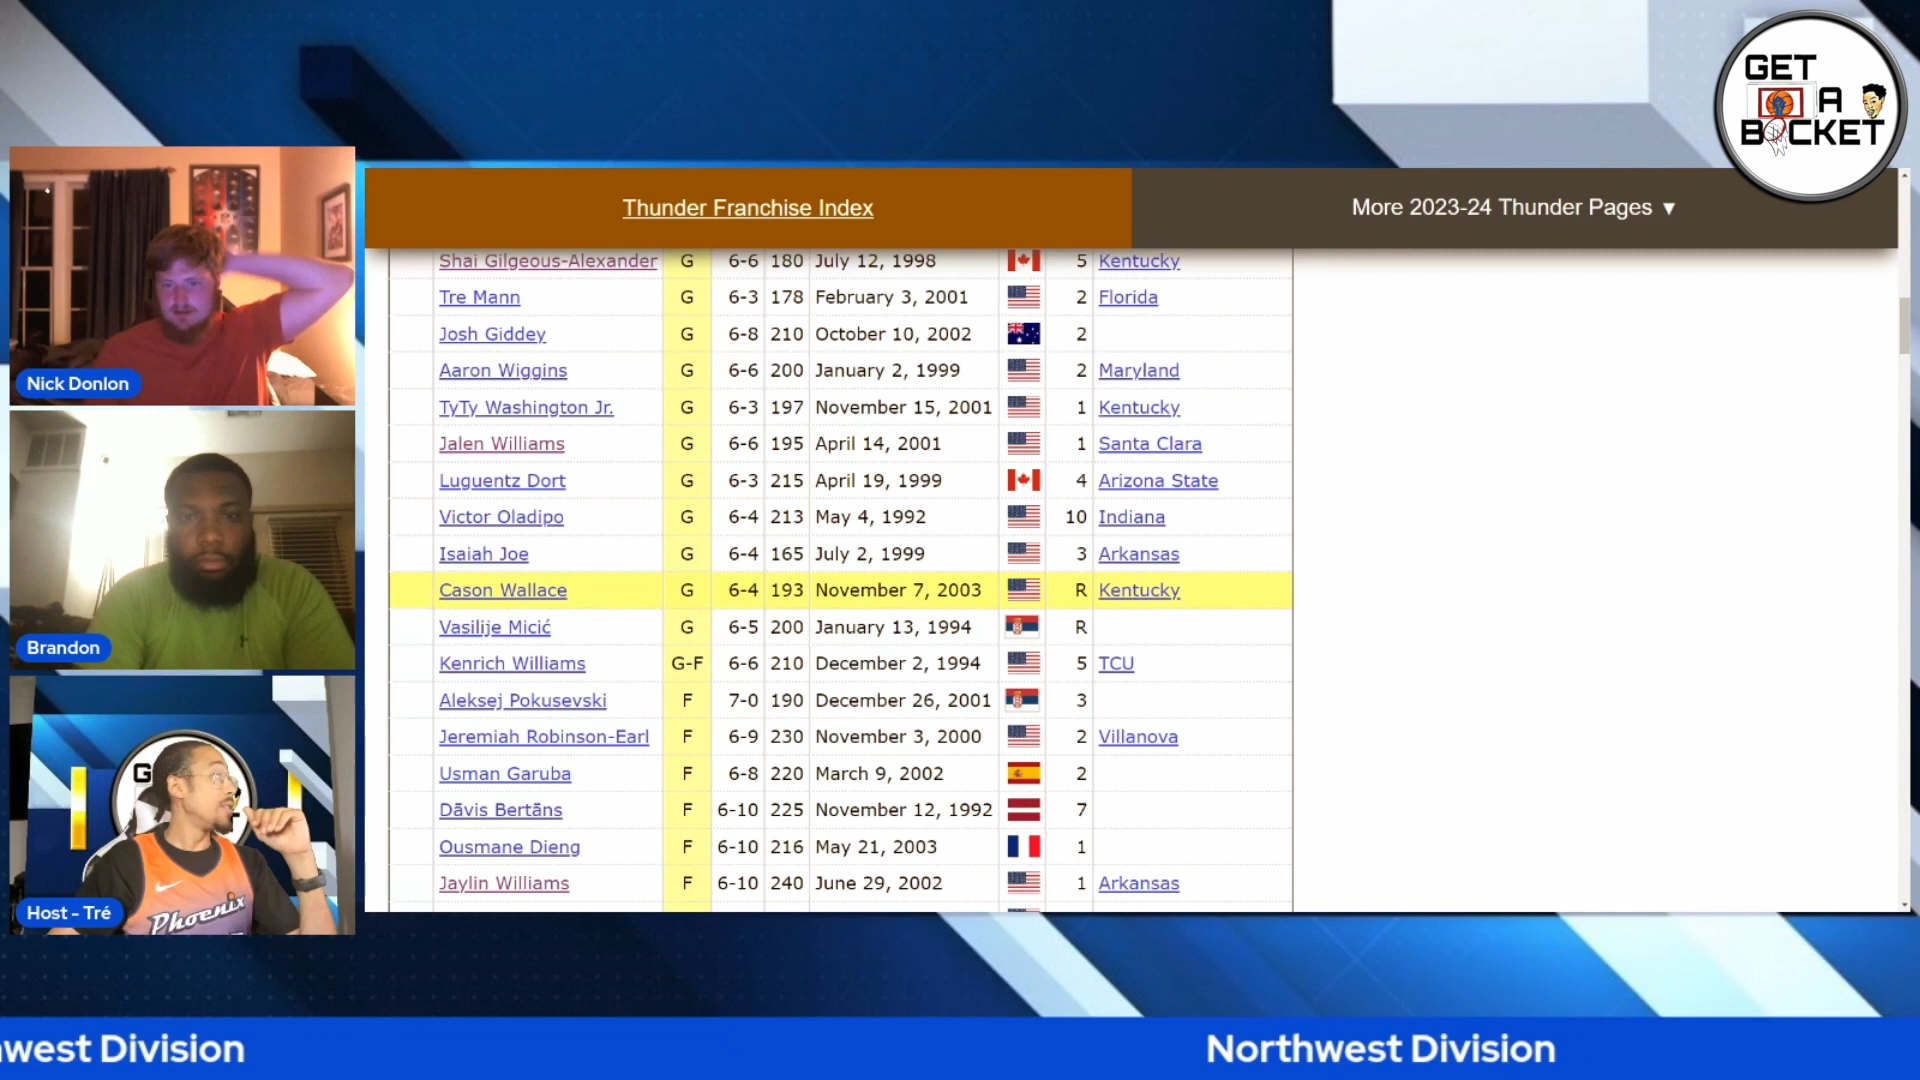 GET
A
BUCKET
Thunder Franchise Index
More 2023-24 Thunder Pages ▼
Shai Gilgeous-Alexander G 6-6 180 July 12, 1998 5 Kentucky
Tre Mann G 6-3 178 February 3, 2001 2 Florida
Josh Giddey G 6-8 210 October 10, 2002 2
Aaron Wiggins G 6-6 200 January 2, 1999 2 Maryland
TyTy Washington Jr. G 6-3 197 November 15, 2001 1 Kentucky
Jalen Williams G 6-6 195 April 14, 2001 1 Santa Clara
Luguentz Dort G 6-3 215 April 19, 1999 4 Arizona State
Victor Oladipo G 6-4 213 May 4, 1992 10 Indiana
Isaiah Joe G 6-4 165 July 2, 1999 3 Arkansas
Cason Wallace G 6-4 193 November 7, 2003 R Kentucky
Vasilije Micić G 6-5 200 January 13, 1994 R
Kenrich Williams G-F 6-6 210 December 2, 1994 5 TCU
Aleksej Pokusevski F 7-0 190 December 26, 2001 3
Jeremiah Robinson-Earl F 6-9 230 November 3, 2000 2 Villanova
Usman Garuba F 6-8 220 March 9, 2002 2
Dāvis Bertāns F 6-10 225 November 12, 1992 7
Ousmane Dieng F 6-10 216 May 21, 2003 1
Jaylin Williams F 6-10 240 June 29, 2002 1 Arkansas
Nick Donlon
Brandon
Host - Tré
Phoenix
west Division
Northwest Division